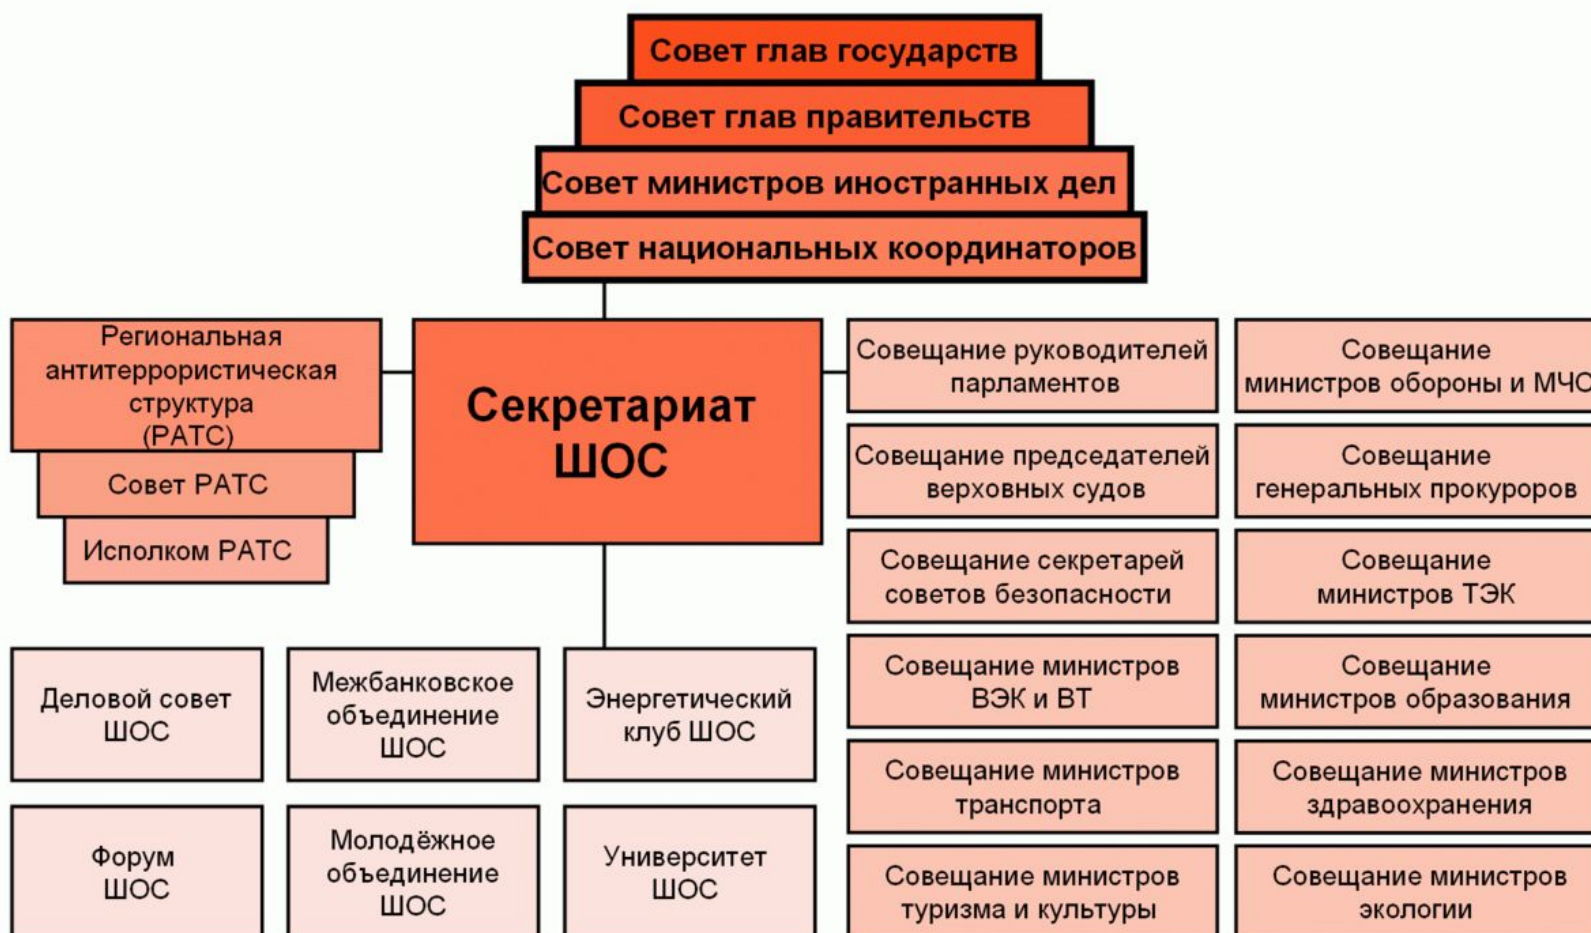 Совет глав государств
Совет глав правительств
Совет министров иностранных дел
Совет национальных координаторов
Региональная
антитеррористическая
структура
(РАТС)
Совет РАТС
Исполком РАТС
Секретариат
ШОС
Совещание руководителей
парламентов
Совещание
министров обороны и МЧС
Совещание председателей
верховных судов
Совещание
генеральных прокуроров
Совещание секретарей
советов безопасности
Совещание
министров ТЭК
Совещание министров
ВЭК и ВТ
Совещание
министров образования
Совещание министров
транспорта
Совещание министров
здравоохранения
Совещание министров
туризма и культуры
Совещание министров
экологии
Деловой совет
ШОС
Межбанковское
объединение
ШОС
Энергетический
клуб ШОС
Форум
ШОС
Молодёжное
объединение
ШОС
Университет
ШОС